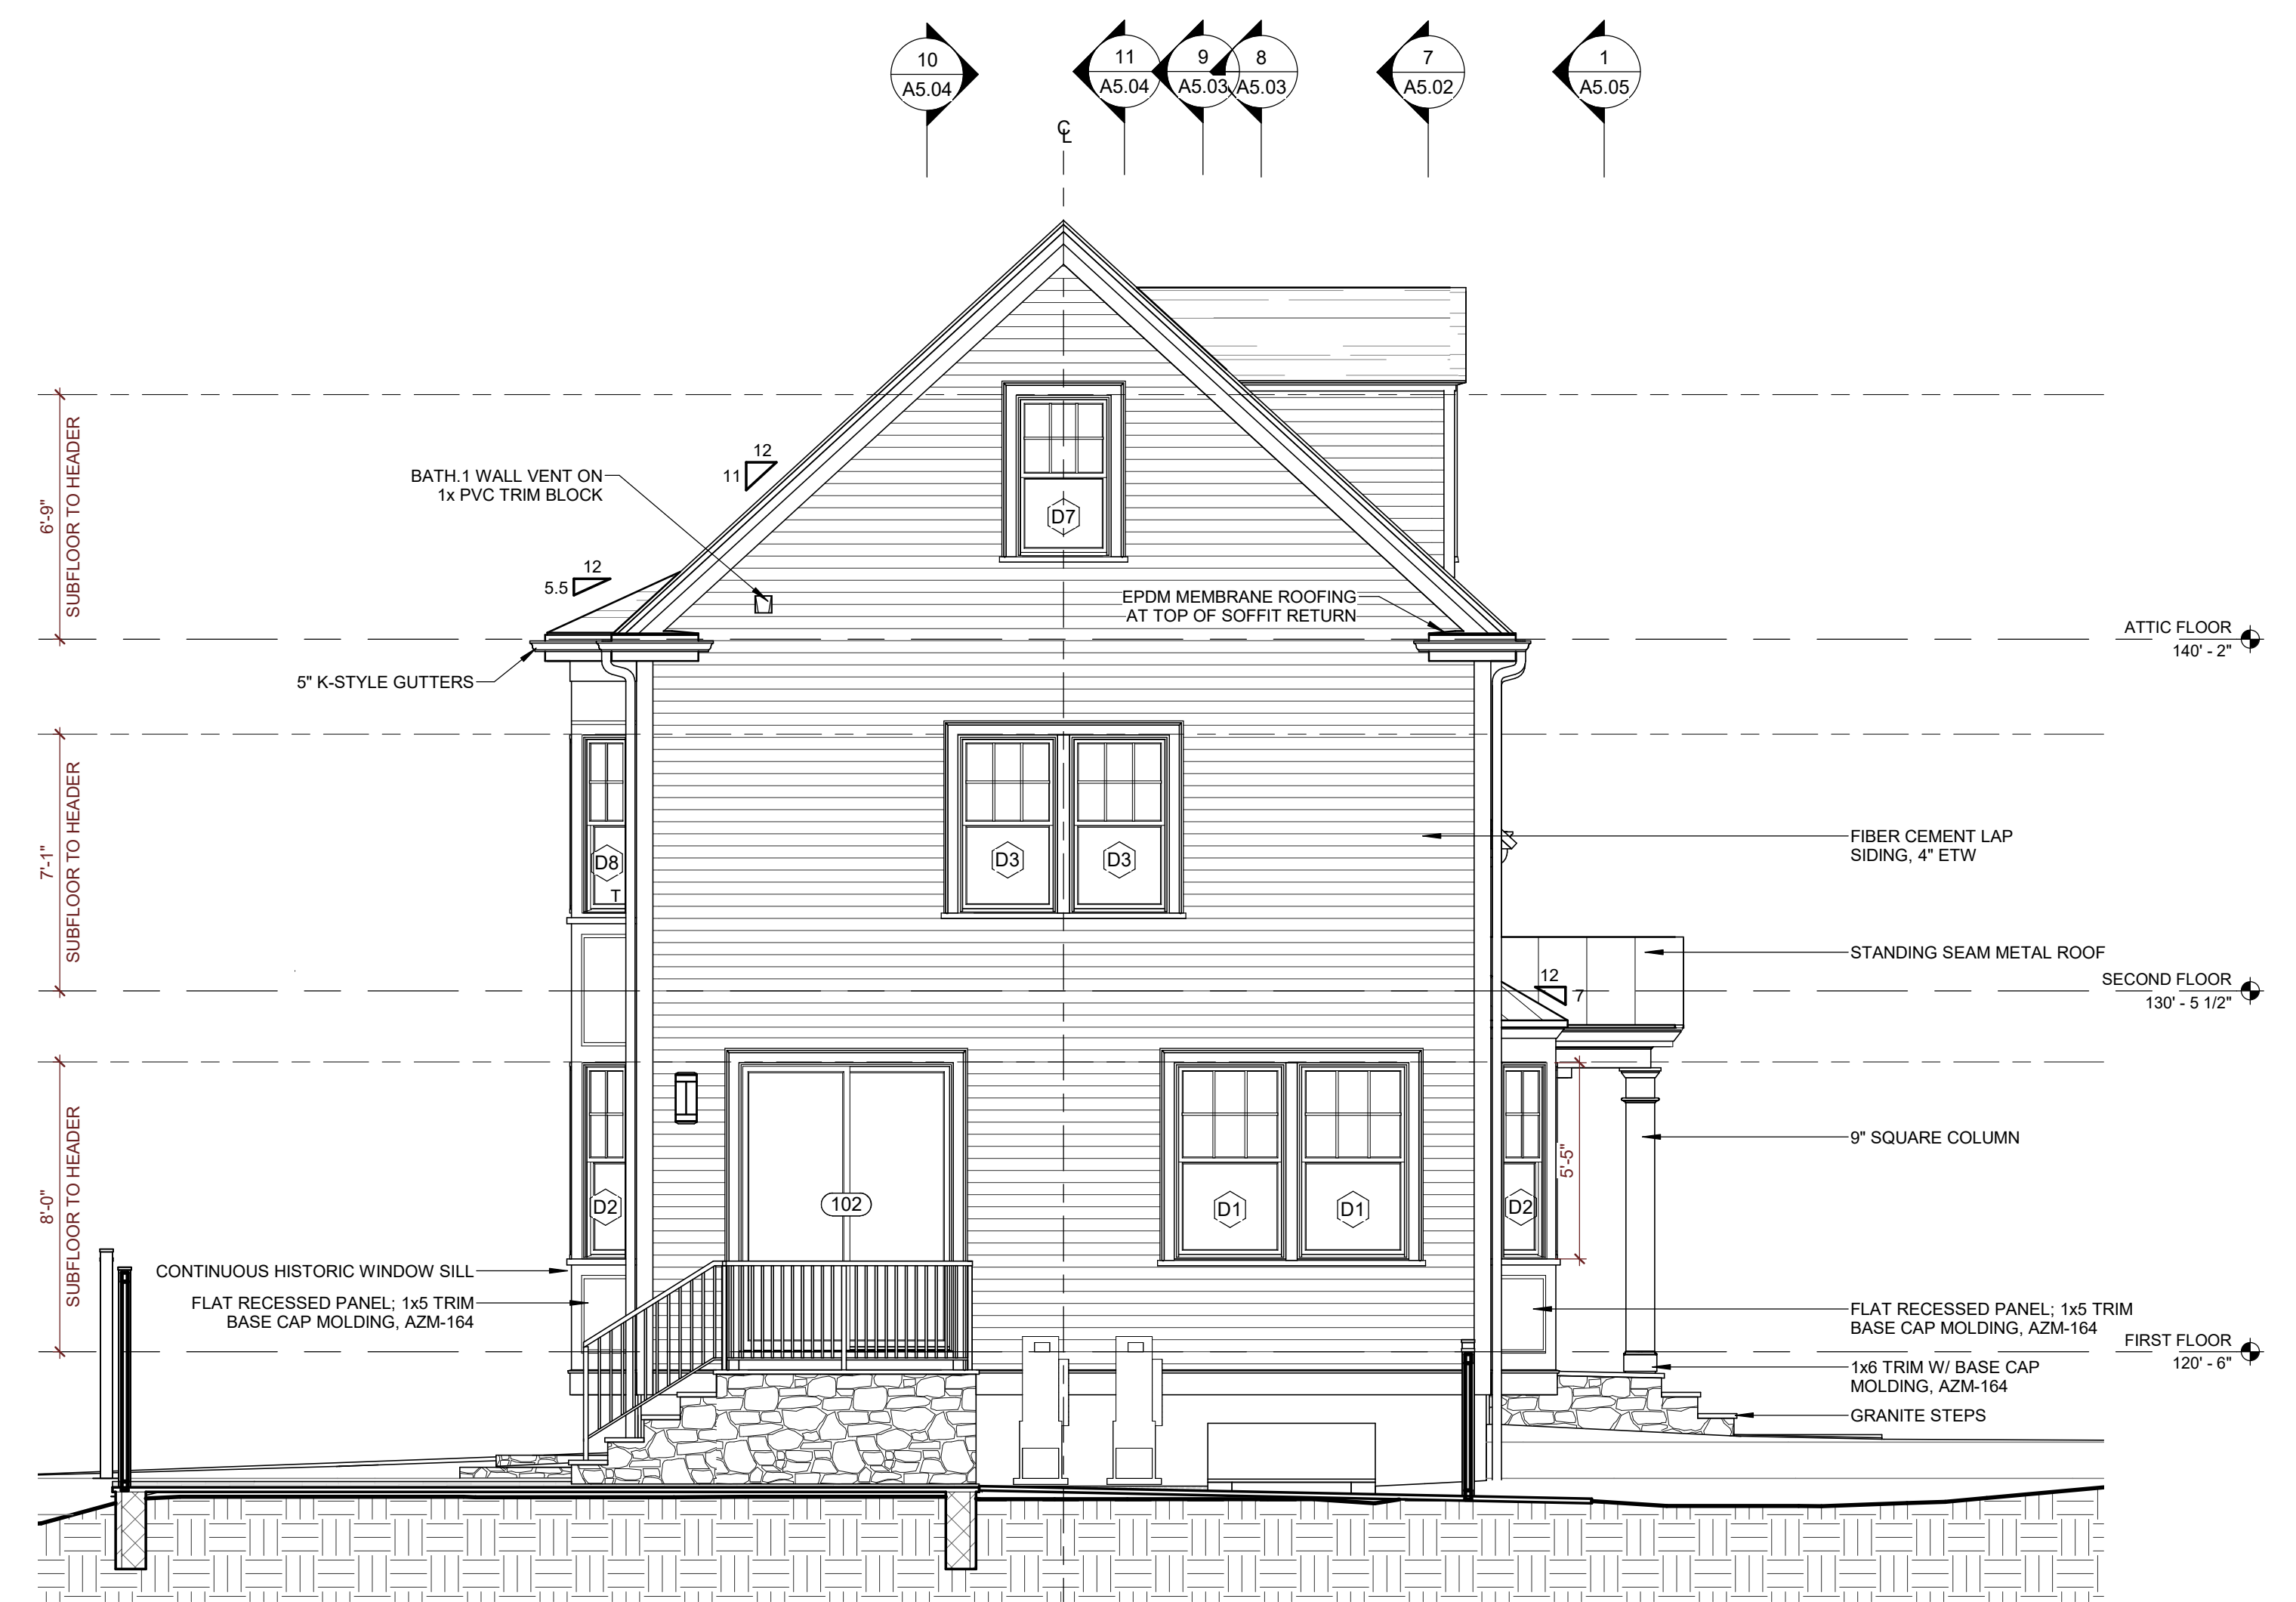 10
A5.04
11
A5.04
9
A5.03
8
A5.03
7
A5.02
1
A5.05
CL
12
11
BATH.1 WALL VENT ON
1x PVC TRIM BLOCK
6'-9"
SUBFLOOR TO HEADER
D7
12
5.5
EPDM MEMBRANE ROOFING
AT TOP OF SOFFIT RETURN
ATTIC FLOOR
140' - 2"
5" K-STYLE GUTTERS
7'-1"
SUBFLOOR TO HEADER
D8
T
D3
D3
FIBER CEMENT LAP
SIDING, 4" ETW
STANDING SEAM METAL ROOF
12
7
SECOND FLOOR
130' - 5 1/2"
8'-0"
SUBFLOOR TO HEADER
9" SQUARE COLUMN
5'-5"
D2
102
D1
D1
D2
CONTINUOUS HISTORIC WINDOW SILL
FLAT RECESSED PANEL; 1x5 TRIM
BASE CAP MOLDING, AZM-164
FLAT RECESSED PANEL; 1x5 TRIM
BASE CAP MOLDING, AZM-164
FIRST FLOOR
120' - 6"
1x6 TRIM W/ BASE CAP
MOLDING, AZM-164
GRANITE STEPS